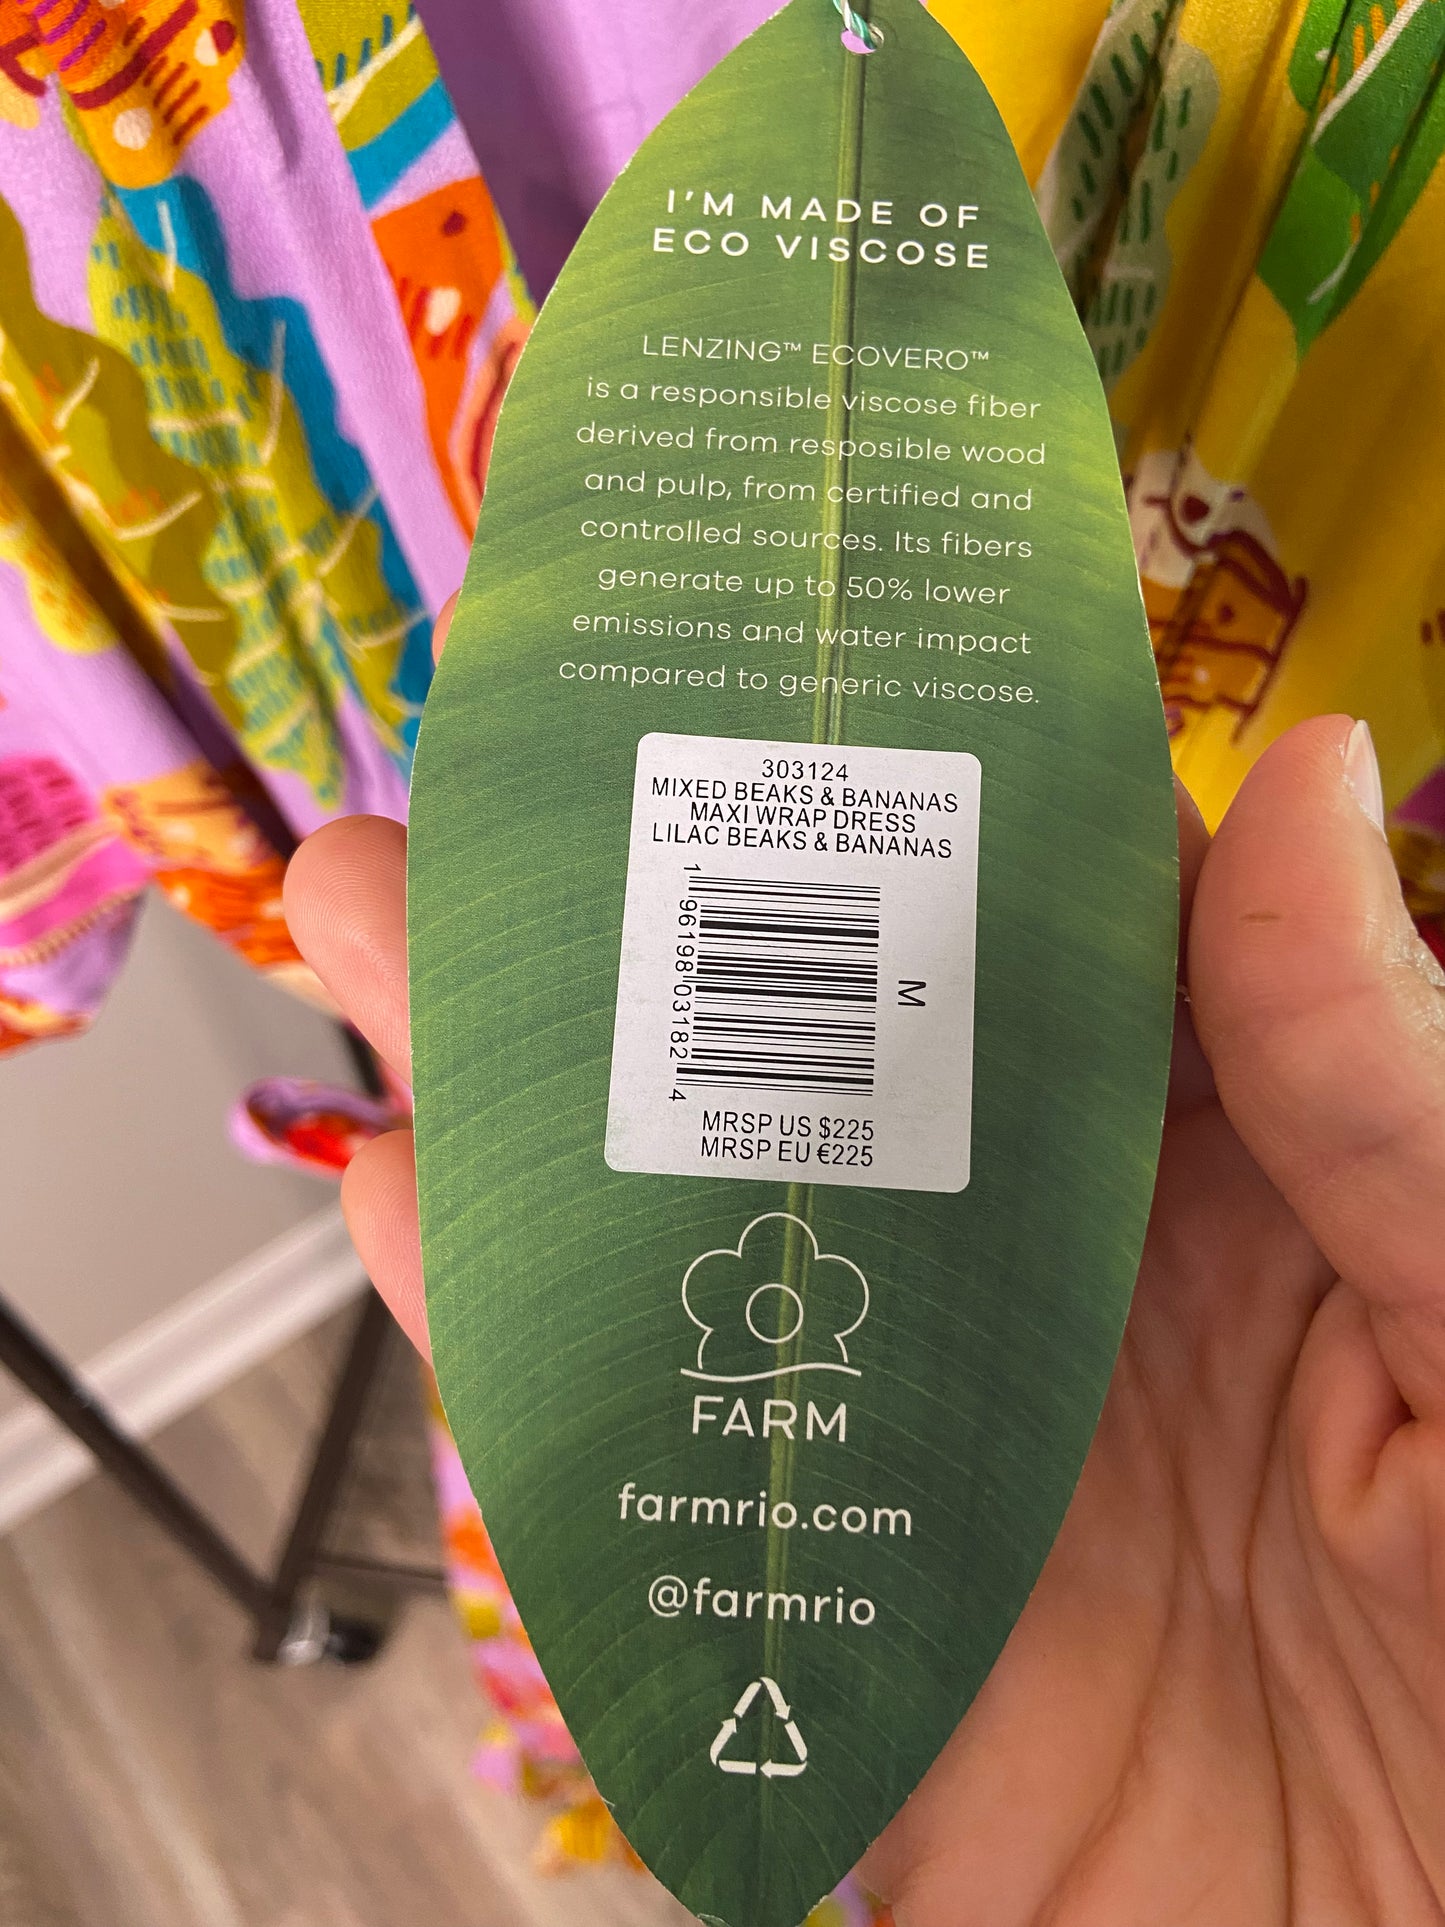 I'M MADE OF
ECO VISCOSE
LENZING™ ECOVERO™
is a responsible viscose fiber
derived from resposible wood
and pulp, from certified and
controlled sources. Its fibers
generate up to 50% lower
emissions and water impact
compared to generic viscose.
303124
MIXED BEAKS & BANANAS
MAXI WRAP DRESS
LILAC BEAKS & BANANAS
1 96198 03182 4
M
MRSP US $225
MRSP EU €225
FARM
farmrio.com
@farmrio